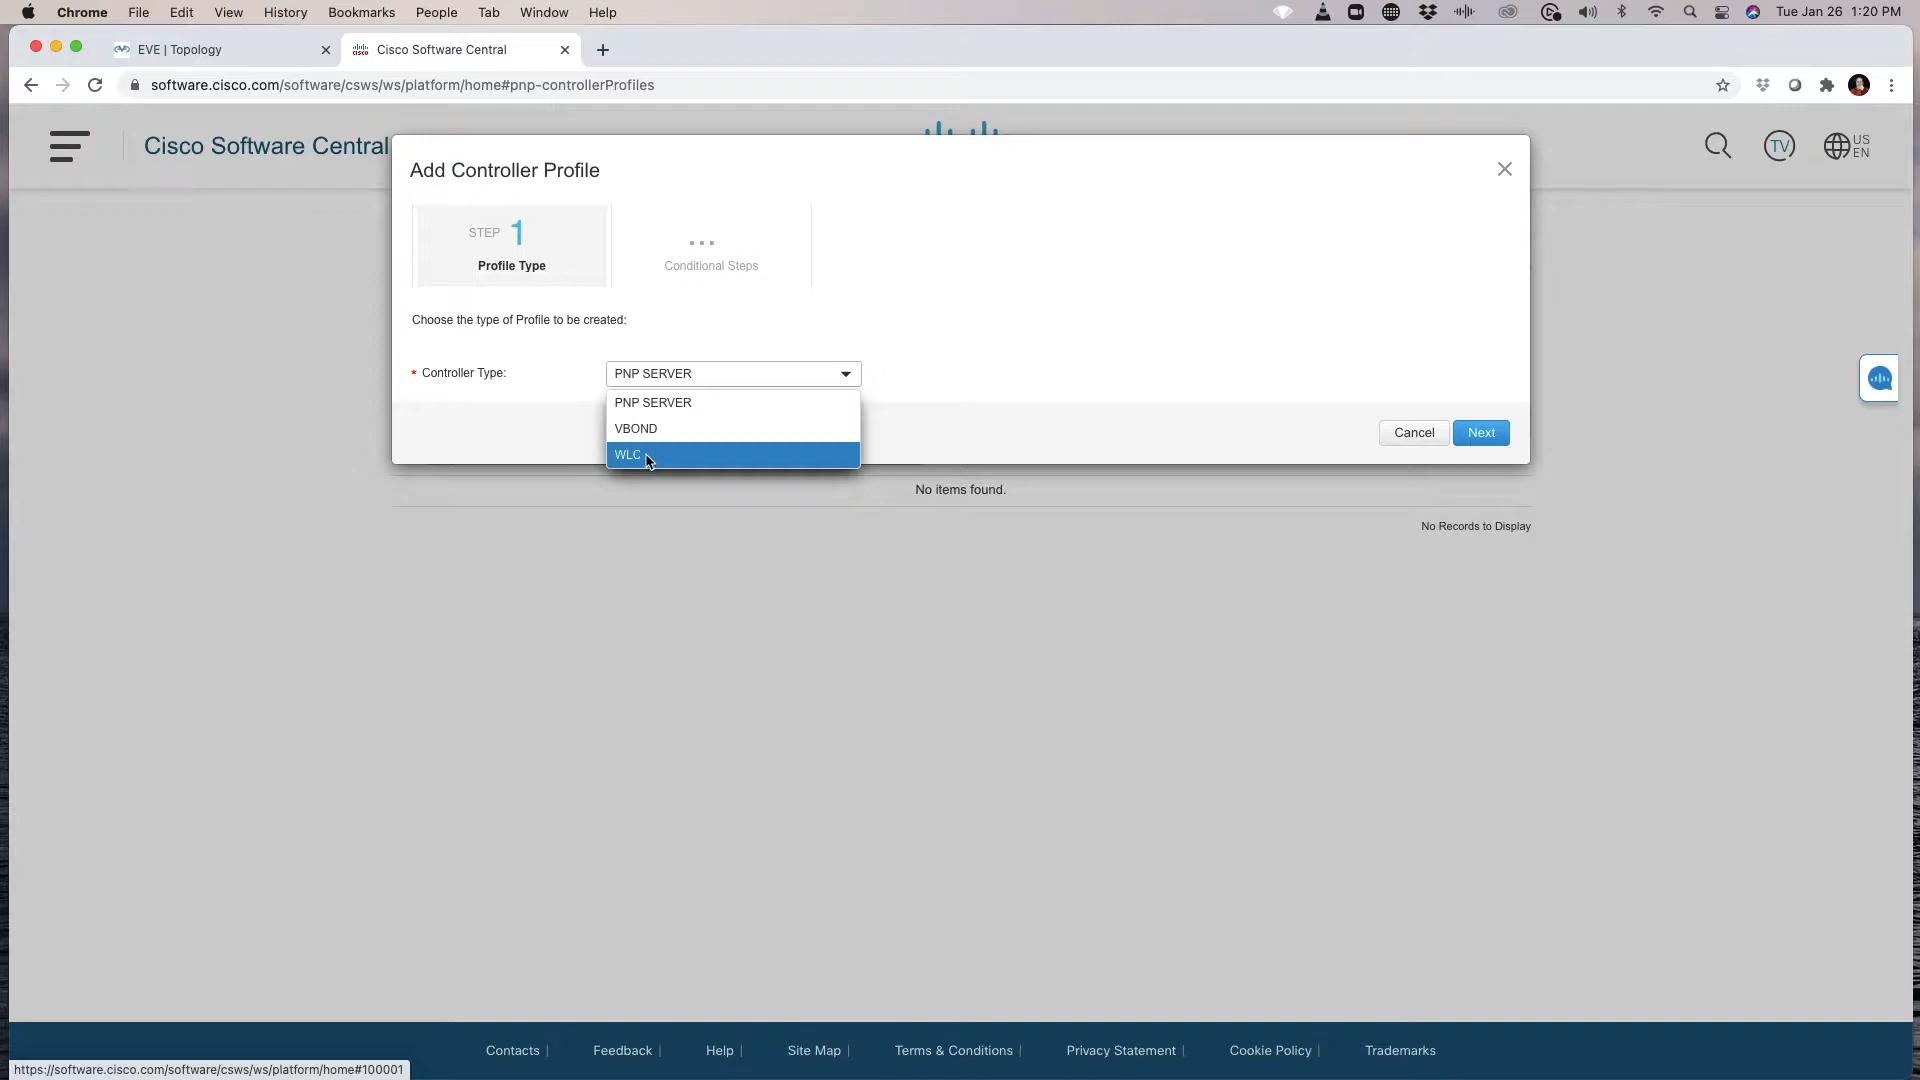 Chrome File Edit View History Bookmarks People Tab Window Help Tue Jan 26 1:20 PM
EVE | Topology Cisco Software Central
software.cisco.com/software/csws/ws/platform/home#pnp-controllerProfiles
Cisco Software Central
TV
US
EN
Add Controller Profile
STEP 1
Profile Type
...
Conditional Steps
Choose the type of Profile to be created:
* Controller Type: PNP SERVER
PNP SERVER
VBOND
WLC
Cancel Next
No items found.
No Records to Display
Contacts | Feedback | Help | Site Map | Terms & Conditions | Privacy Statement | Cookie Policy | Trademarks
https://software.cisco.com/software/csws/ws/platform/home#100001